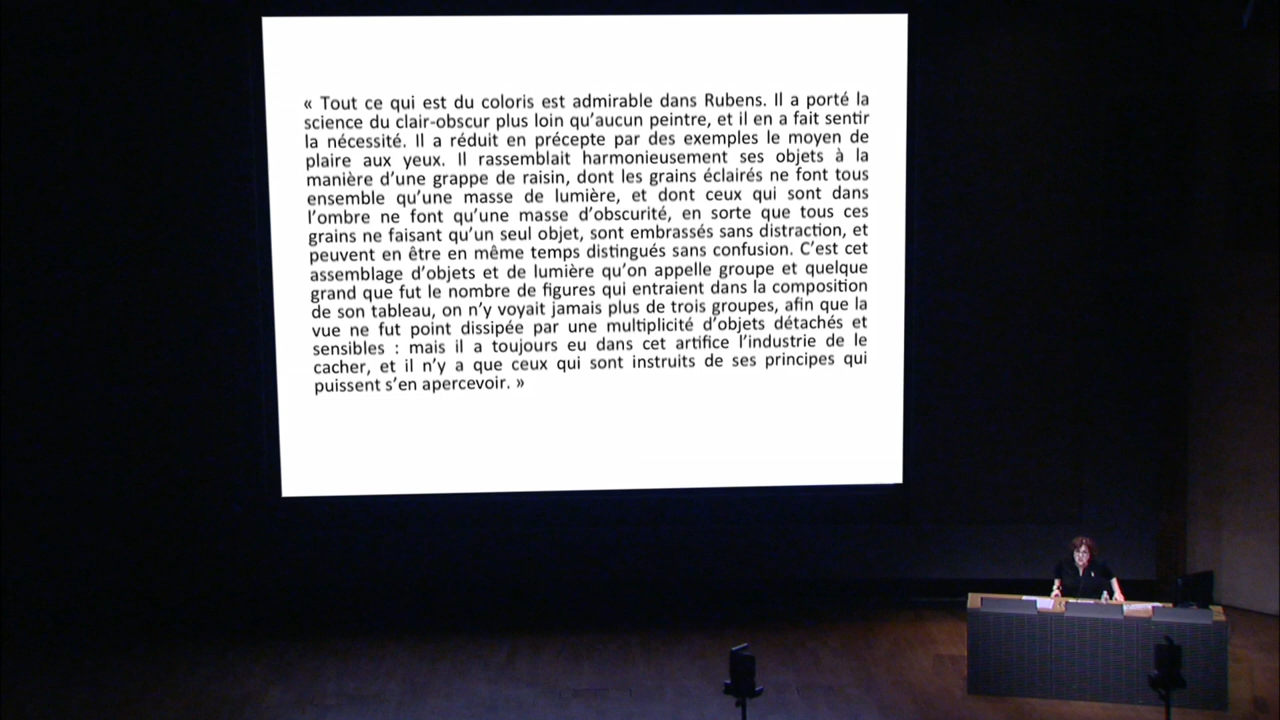 « Tout ce qui est du coloris est admirable dans Rubens. Il a porté la
science du clair-obscur plus loin qu'aucun peintre, et il en a fait sentir
la nécessité. Il a réduit en précepte par des exemples le moyen de
plaire aux yeux. Il rassemblait harmonieusement ses objets à la
manière d'une grappe de raisin, dont les grains éclairés ne font tous
ensemble qu'une masse de lumière, et dont ceux qui sont dans
l'ombre ne font qu'une masse d'obscurité, en sorte que tous ces
grains ne faisant qu'un seul objet, sont embrassés sans distraction, et
peuvent en être en même temps distingués sans confusion. C'est cet
assemblage d'objets et de lumière qu'on appelle groupe et quelque
grand que fut le nombre de figures qui entraient dans la composition
de son tableau, on n'y voyait jamais plus de trois groupes, afin que la
vue ne fut point dissipée par une multiplicité d'objets détachés et
sensibles : mais il a toujours eu dans cet artifice l'industrie de le
cacher, et il n'y a que ceux qui sont instruits de ses principes qui
puissent s'en apercevoir. »